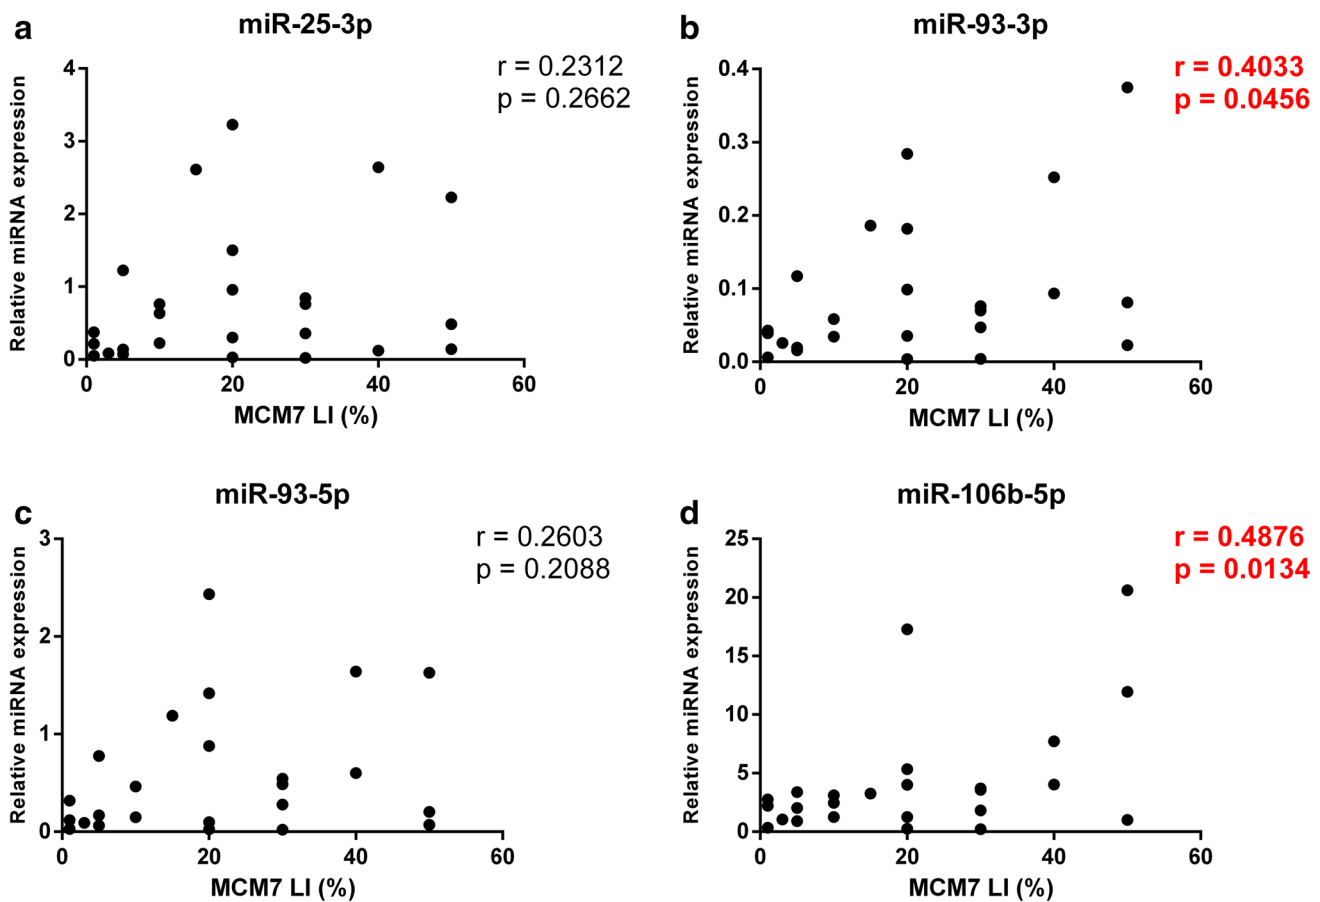 a
miR-25-3p
r = 0.2312
p = 0.2662
Relative miRNA expression
4
3
2
1
0
0 20 40 60
MCM7 LI (%)
b
miR-93-3p
r = 0.4033
p = 0.0456
Relative miRNA expression
0.4
0.3
0.2
0.1
0.0
0 20 40 60
MCM7 LI (%)
c
miR-93-5p
r = 0.2603
p = 0.2088
Relative miRNA expression
3
2
1
0
0 20 40 60
MCM7 LI (%)
d
miR-106b-5p
r = 0.4876
p = 0.0134
Relative miRNA expression
25
20
15
10
5
0
0 20 40 60
MCM7 LI (%)